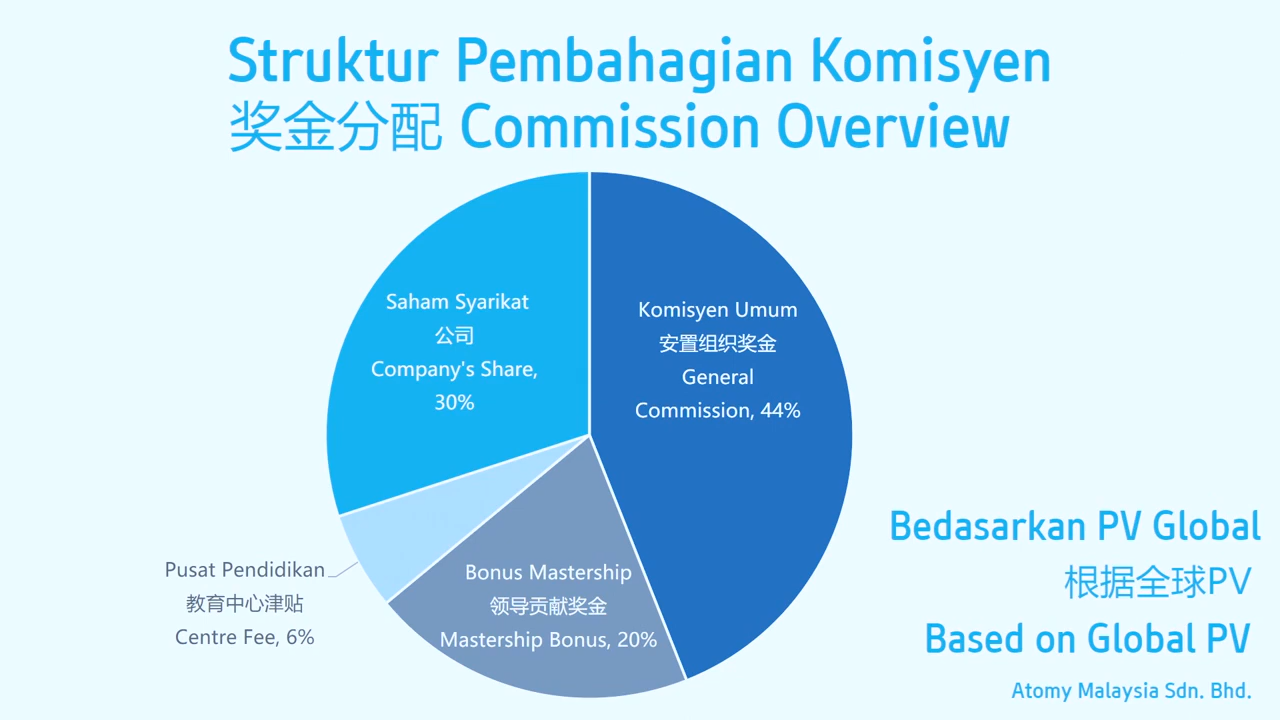 Struktur Pembahagian Komisyen
奖金分配 Commission Overview
Saham Syarikat
公司
Company's Share,
30%
Komisyen Umum
安置组织奖金
General
Commission, 44%
Pusat Pendidikan
教育中心津贴
Centre Fee, 6%
Bonus Mastership
领导贡献奖金
Mastership Bonus, 20%
Bedasarkan PV Global
根据全球PV
Based on Global PV
Atomy Malaysia Sdn. Bhd.